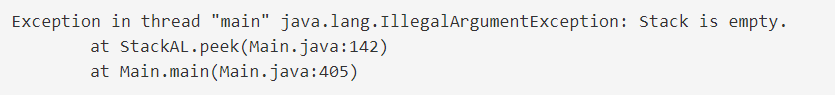 Exception in thread "main" java.lang.IllegalArgumentException: Stack is empty.
        at StackAL.peek(Main.java:142)
        at Main.main(Main.java:405)